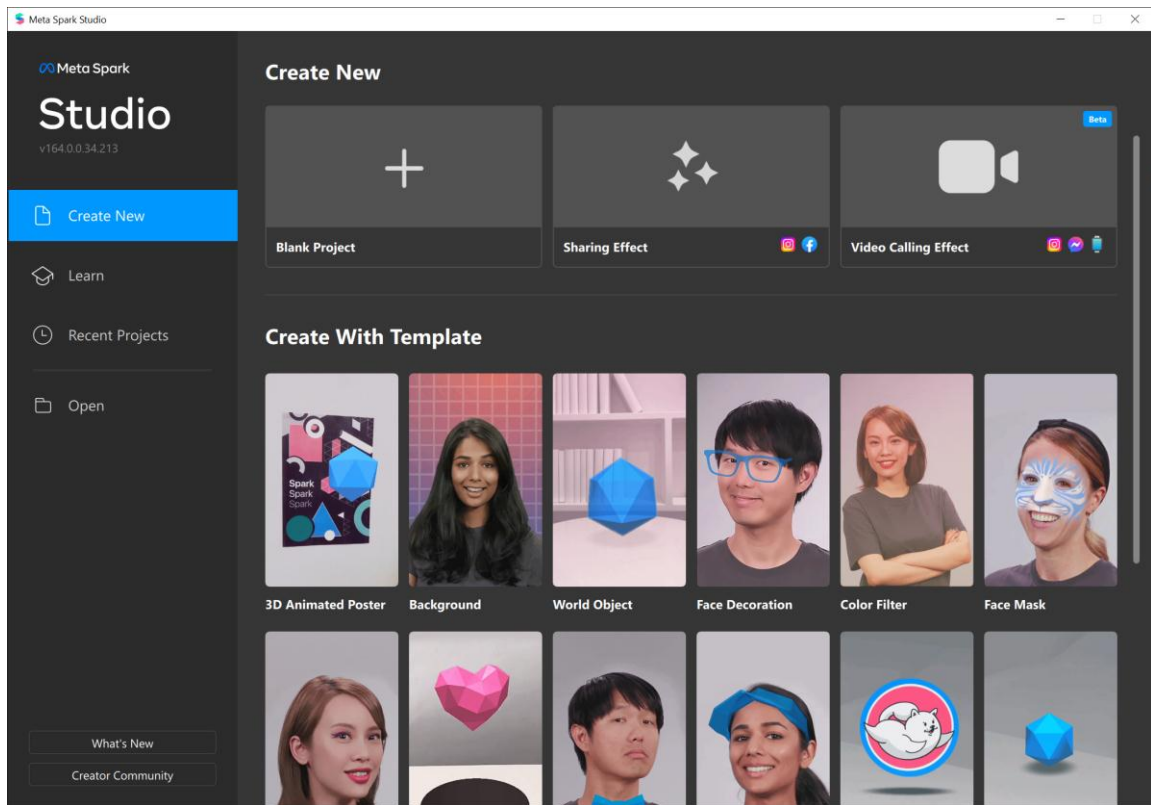 Meta Spark Studio
Meta Spark
Studio
v164.0.0.34.213
Create New
Learn
Recent Projects
Open
What's New
Creator Community
Create New
Beta
Blank Project
Sharing Effect
Video Calling Effect
Create With Template
Spark
Spark
Spark
3D Animated Poster
Background
World Object
Face Decoration
Color Filter
Face Mask